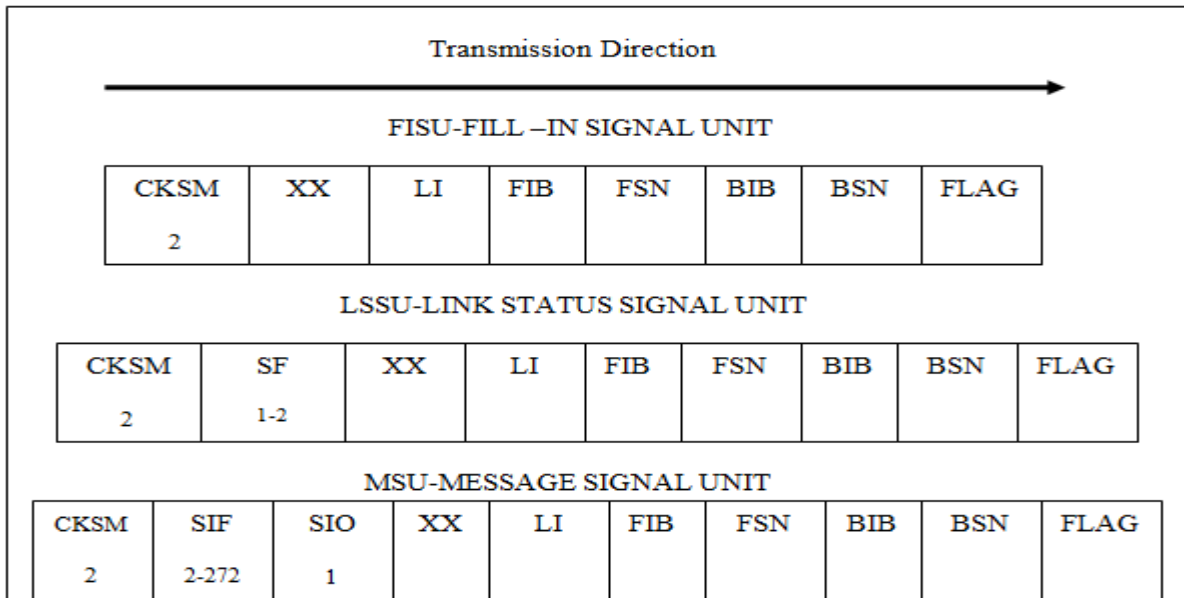 Transmission Direction
FISU-FILL –IN SIGNAL UNIT
CKSM XX LI FIB FSN BIB BSN FLAG
2
LSSU-LINK STATUS SIGNAL UNIT
CKSM SF XX LI FIB FSN BIB BSN FLAG
2 1-2
MSU-MESSAGE SIGNAL UNIT
CKSM SIF SIO XX LI FIB FSN BIB BSN FLAG
2 2-272 1